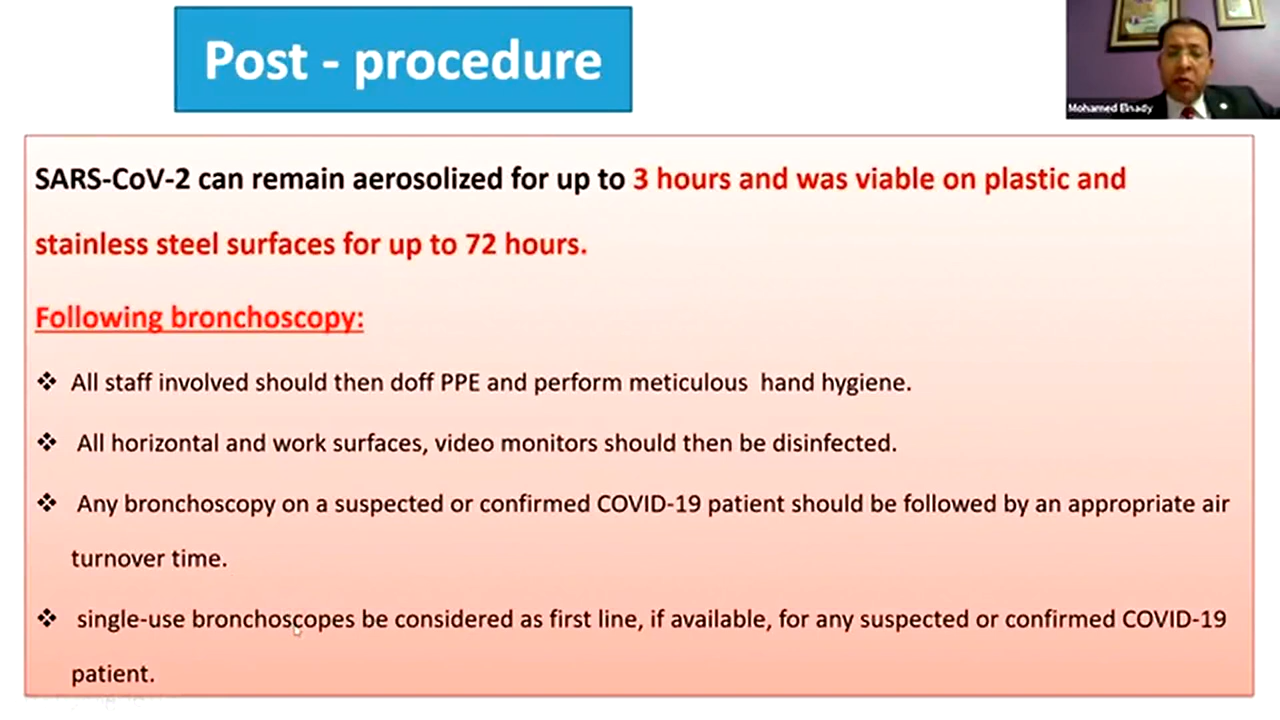 Post - procedure
Mohamed Elnady
SARS-CoV-2 can remain aerosolized for up to 3 hours and was viable on plastic and
stainless steel surfaces for up to 72 hours.
Following bronchoscopy:
❖ All staff involved should then doff PPE and perform meticulous hand hygiene.
❖ All horizontal and work surfaces, video monitors should then be disinfected.
❖ Any bronchoscopy on a suspected or confirmed COVID-19 patient should be followed by an appropriate air
turnover time.
❖ single-use bronchoscopes be considered as first line, if available, for any suspected or confirmed COVID-19
patient.